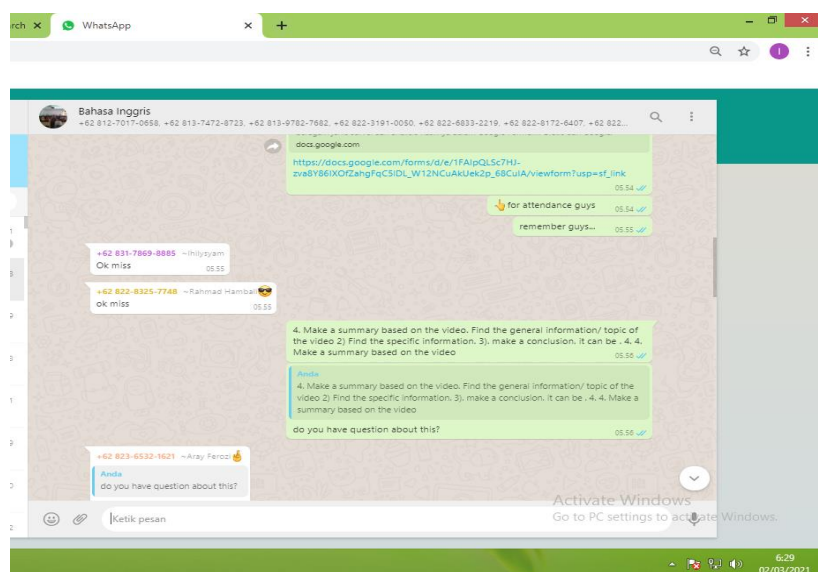 rch
WhatsApp
I
Bahasa Inggris
+62 812-7017-0658, +62 813-7472-8723, +62 813-9782-7682, +62 822-3191-0050, +62 822-6833-2219, +62 822-8172-6407, +62 822...
docs.google.com
https://docs.google.com/forms/d/e/
05.54
👆for attendance guys 05.54
remember guys... 05.55
+62 831-7869-8885
Ok miss 05.55
+62 822-8325-7748 ~Rahmad Hambali😎
ok miss 05.55
4. Make a summary based on the video. Find the general information/ topic of
the video 2) Find the specific information. 3). make a conclusion. it can be . 4. 4.
Make a summary based on the video 05.56
Anda
4. Make a summary based on the video. Find the general information/ topic of the
video 2) Find the specific information. 3). make a conclusion. it can be . 4. 4. Make a
summary based on the video
do you have question about this? 05.56
+62 823-6532-1621 ~Aray Ferozi
Anda
do you have question about this?
Activate Windows
Go to PC settings to activate Windows.
Ketik pesan
6:29
02/03/2021